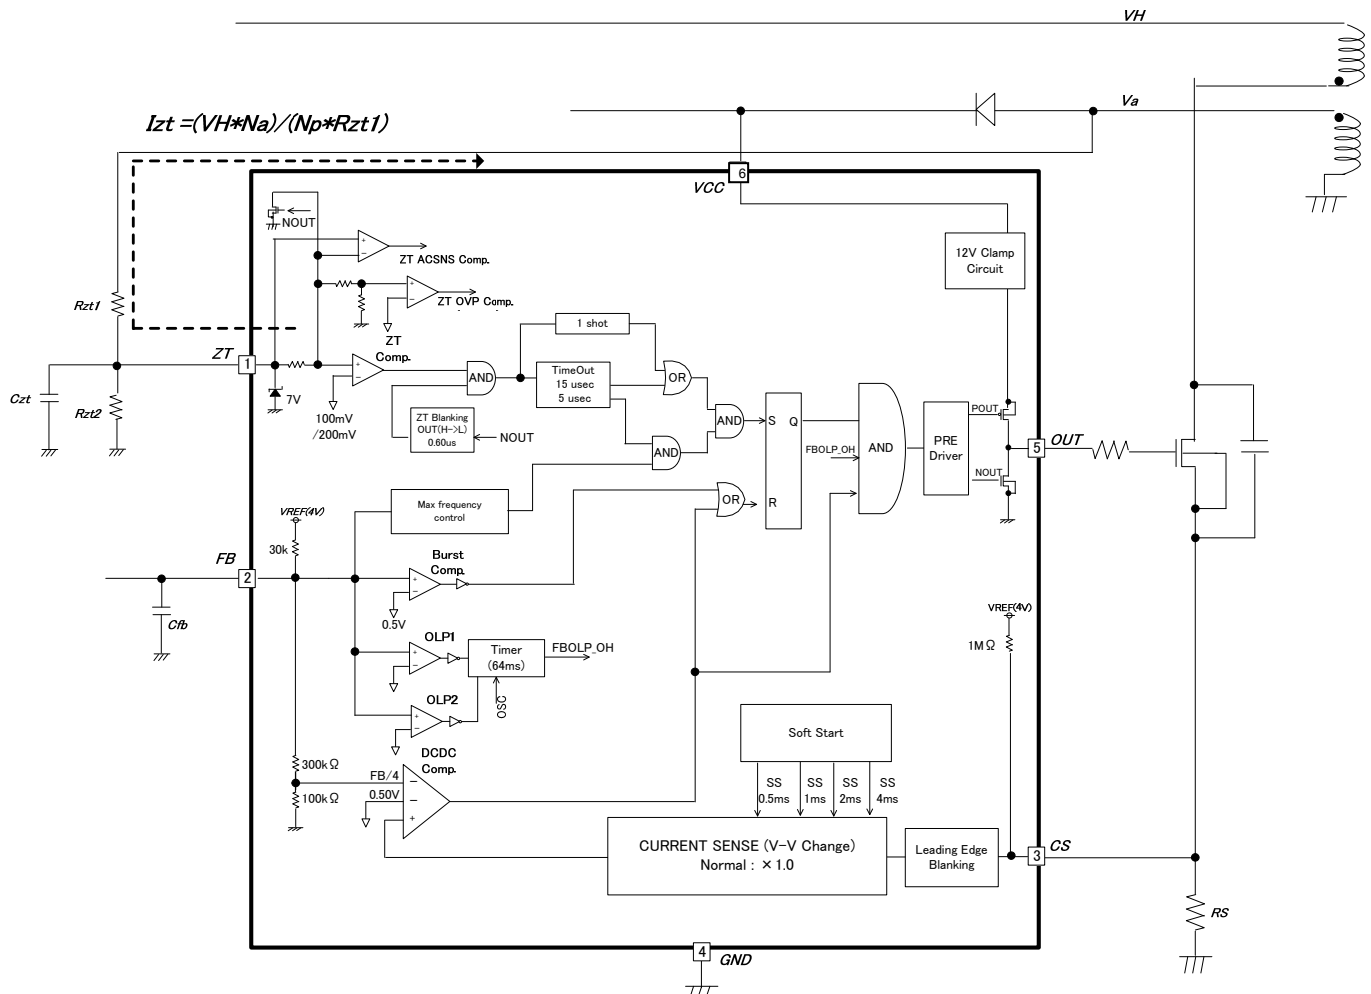 VH
Va
Izt =(VH*Na)/(Np*Rzt1)
6
VCC
NOUT
ZT ACSNS Comp.
12V Clamp
Circuit
ZT OVP Comp.
Rzt1
ZT
Comp.
1 shot
ZT
1
TimeOut
15 usec
5 usec
AND
OR
7V
Czt
Rzt2
100mV
/200mV
ZT Blanking
OUT(H->L)
0.60us
NOUT
AND
S
Q
POUT
PRE
Driver
AND
FBOLP_OH
5
OUT
AND
NOUT
OR
R
Max frequency
control
VREF(4V)
30k
FB
2
Burst
Comp.
0.5V
Cfb
VREF(4V)
1MΩ
OLP1
Timer
(64ms)
FBOLP_OH
OLP2
OSC
Soft Start
DCDC
Comp.
300kΩ
FB/4
0.50V
100kΩ
SS
0.5ms
SS
1ms
SS
2ms
SS
4ms
CURRENT SENSE (V-V Change)
Normal : ×1.0
Leading Edge
Blanking
3
CS
RS
4
GND
+
−
+
−
+
−
+
−
+
−
+
−
−
−
+